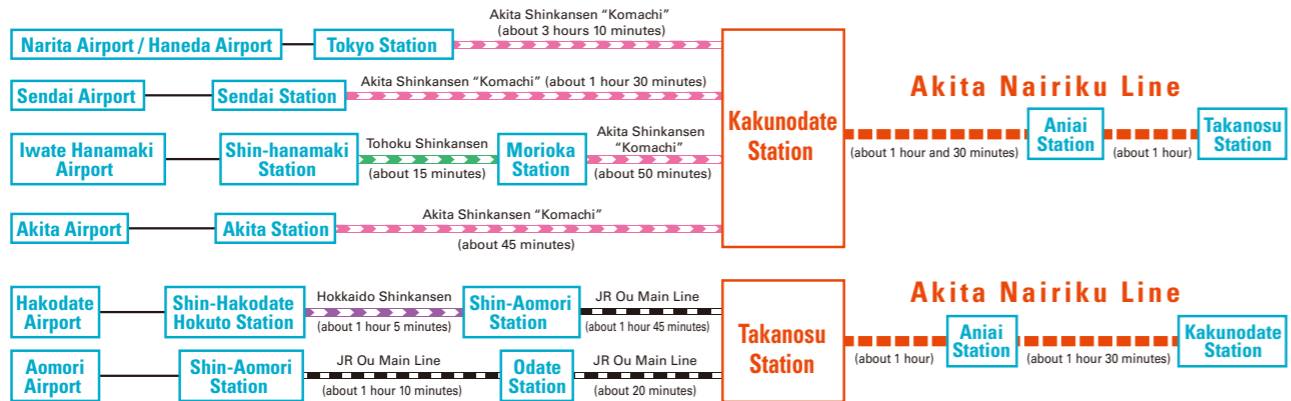 Akita Shinkansen “Komachi”
(about 3 hours 10 minutes)
Narita Airport / Haneda Airport
Tokyo Station
Akita Shinkansen “Komachi” (about 1 hour 30 minutes)
Sendai Airport
Sendai Station
Iwate Hanamaki
Airport
Shin-hanamaki
Station
Tohoku Shinkansen
(about 15 minutes)
Morioka
Station
Akita Shinkansen
“Komachi”
(about 50 minutes)
Akita Airport
Akita Station
Akita Shinkansen “Komachi”
(about 45 minutes)
Kakunodate
Station
Akita Nairiku Line
(about 1 hour and 30 minutes)
Aniai
Station
(about 1 hour)
Takanosu
Station
Hakodate
Airport
Shin-Hakodate
Hokuto Station
Hokkaido Shinkansen
(about 1 hour 5 minutes)
Shin-Aomori
Station
JR Ou Main Line
(about 1 hour 45 minutes)
Aomori
Airport
Shin-Aomori
Station
JR Ou Main Line
(about 1 hour 10 minutes)
Odate
Station
JR Ou Main Line
(about 20 minutes)
Takanosu
Station
Akita Nairiku Line
(about 1 hour)
Aniai
Station
(about 1 hour 30 minutes)
Kakunodate
Station